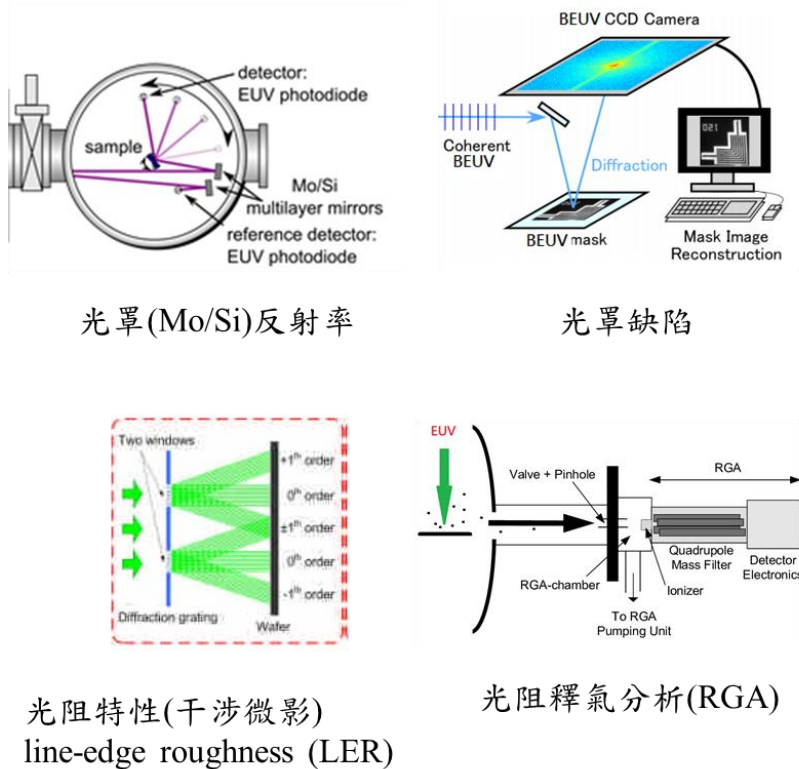 detector:
EUV photodiode
sample
Mo/Si
multilayer mirrors
reference detector:
EUV photodiode
光罩(Mo/Si)反射率
BEUV CCD Camera
Coherent
BEUV
Diffraction
BEUV mask
Mask Image
Reconstruction
光罩缺陷
Two windows
+1th order
0th order
±1th order
0th order
-1th order
Diffraction grating
Wafer
光阻特性(干涉微影)
line-edge roughness (LER)
EUV
Valve + Pinhole
RGA
RGA-chamber
Quadrupole
Mass Filter
Detector
Electronics
Ionizer
To RGA
Pumping Unit
光阻釋氣分析(RGA)